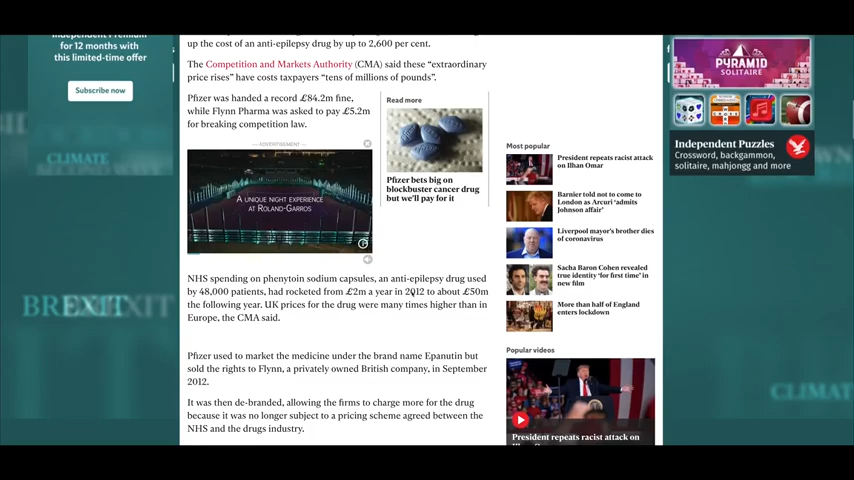 Independent Premium
for 12 months with
this limited-time offer
Subscribe now
CLIMATE
BREXIT
up the cost of an anti-epilepsy drug by up to 2,600 per cent.
The Competition and Markets Authority (CMA) said these “extraordinary
price rises” have costs taxpayers “tens of millions of pounds”.
Pfizer was handed a record £84.2m fine,
while Flynn Pharma was asked to pay £5.2m
for breaking competition law.
ADVERTISEMENT
A UNIQUE NIGHT EXPERIENCE
AT ROLAND-GARROS
Read more
Pfizer bets big on
blockbuster cancer drug
but we’ll pay for it
NHS spending on phenytoin sodium capsules, an anti-epilepsy drug used
by 48,000 patients, had rocketed from £2m a year in 2012 to about £50m
the following year. UK prices for the drug were many times higher than in
Europe, the CMA said.
Pfizer used to market the medicine under the brand name Epanutin but
sold the rights to Flynn, a privately owned British company, in September
2012.
It was then de-branded, allowing the firms to charge more for the drug
because it was no longer subject to a pricing scheme agreed between the
NHS and the drugs industry.
Most popular
President repeats racist attack
on Ilhan Omar
Barnier told not to come to
London as Arcuri ‘admits
Johnson affair’
Liverpool mayor’s brother dies
of coronavirus
Sacha Baron Cohen revealed
true identity ‘for first time’ in
new film
More than half of England
enters lockdown
Popular videos
President repeats racist attack on
PYRAMID
SOLITAIRE
Independent Puzzles
Crossword, backgammon,
solitaire, mahjongg and more
CLIMAT